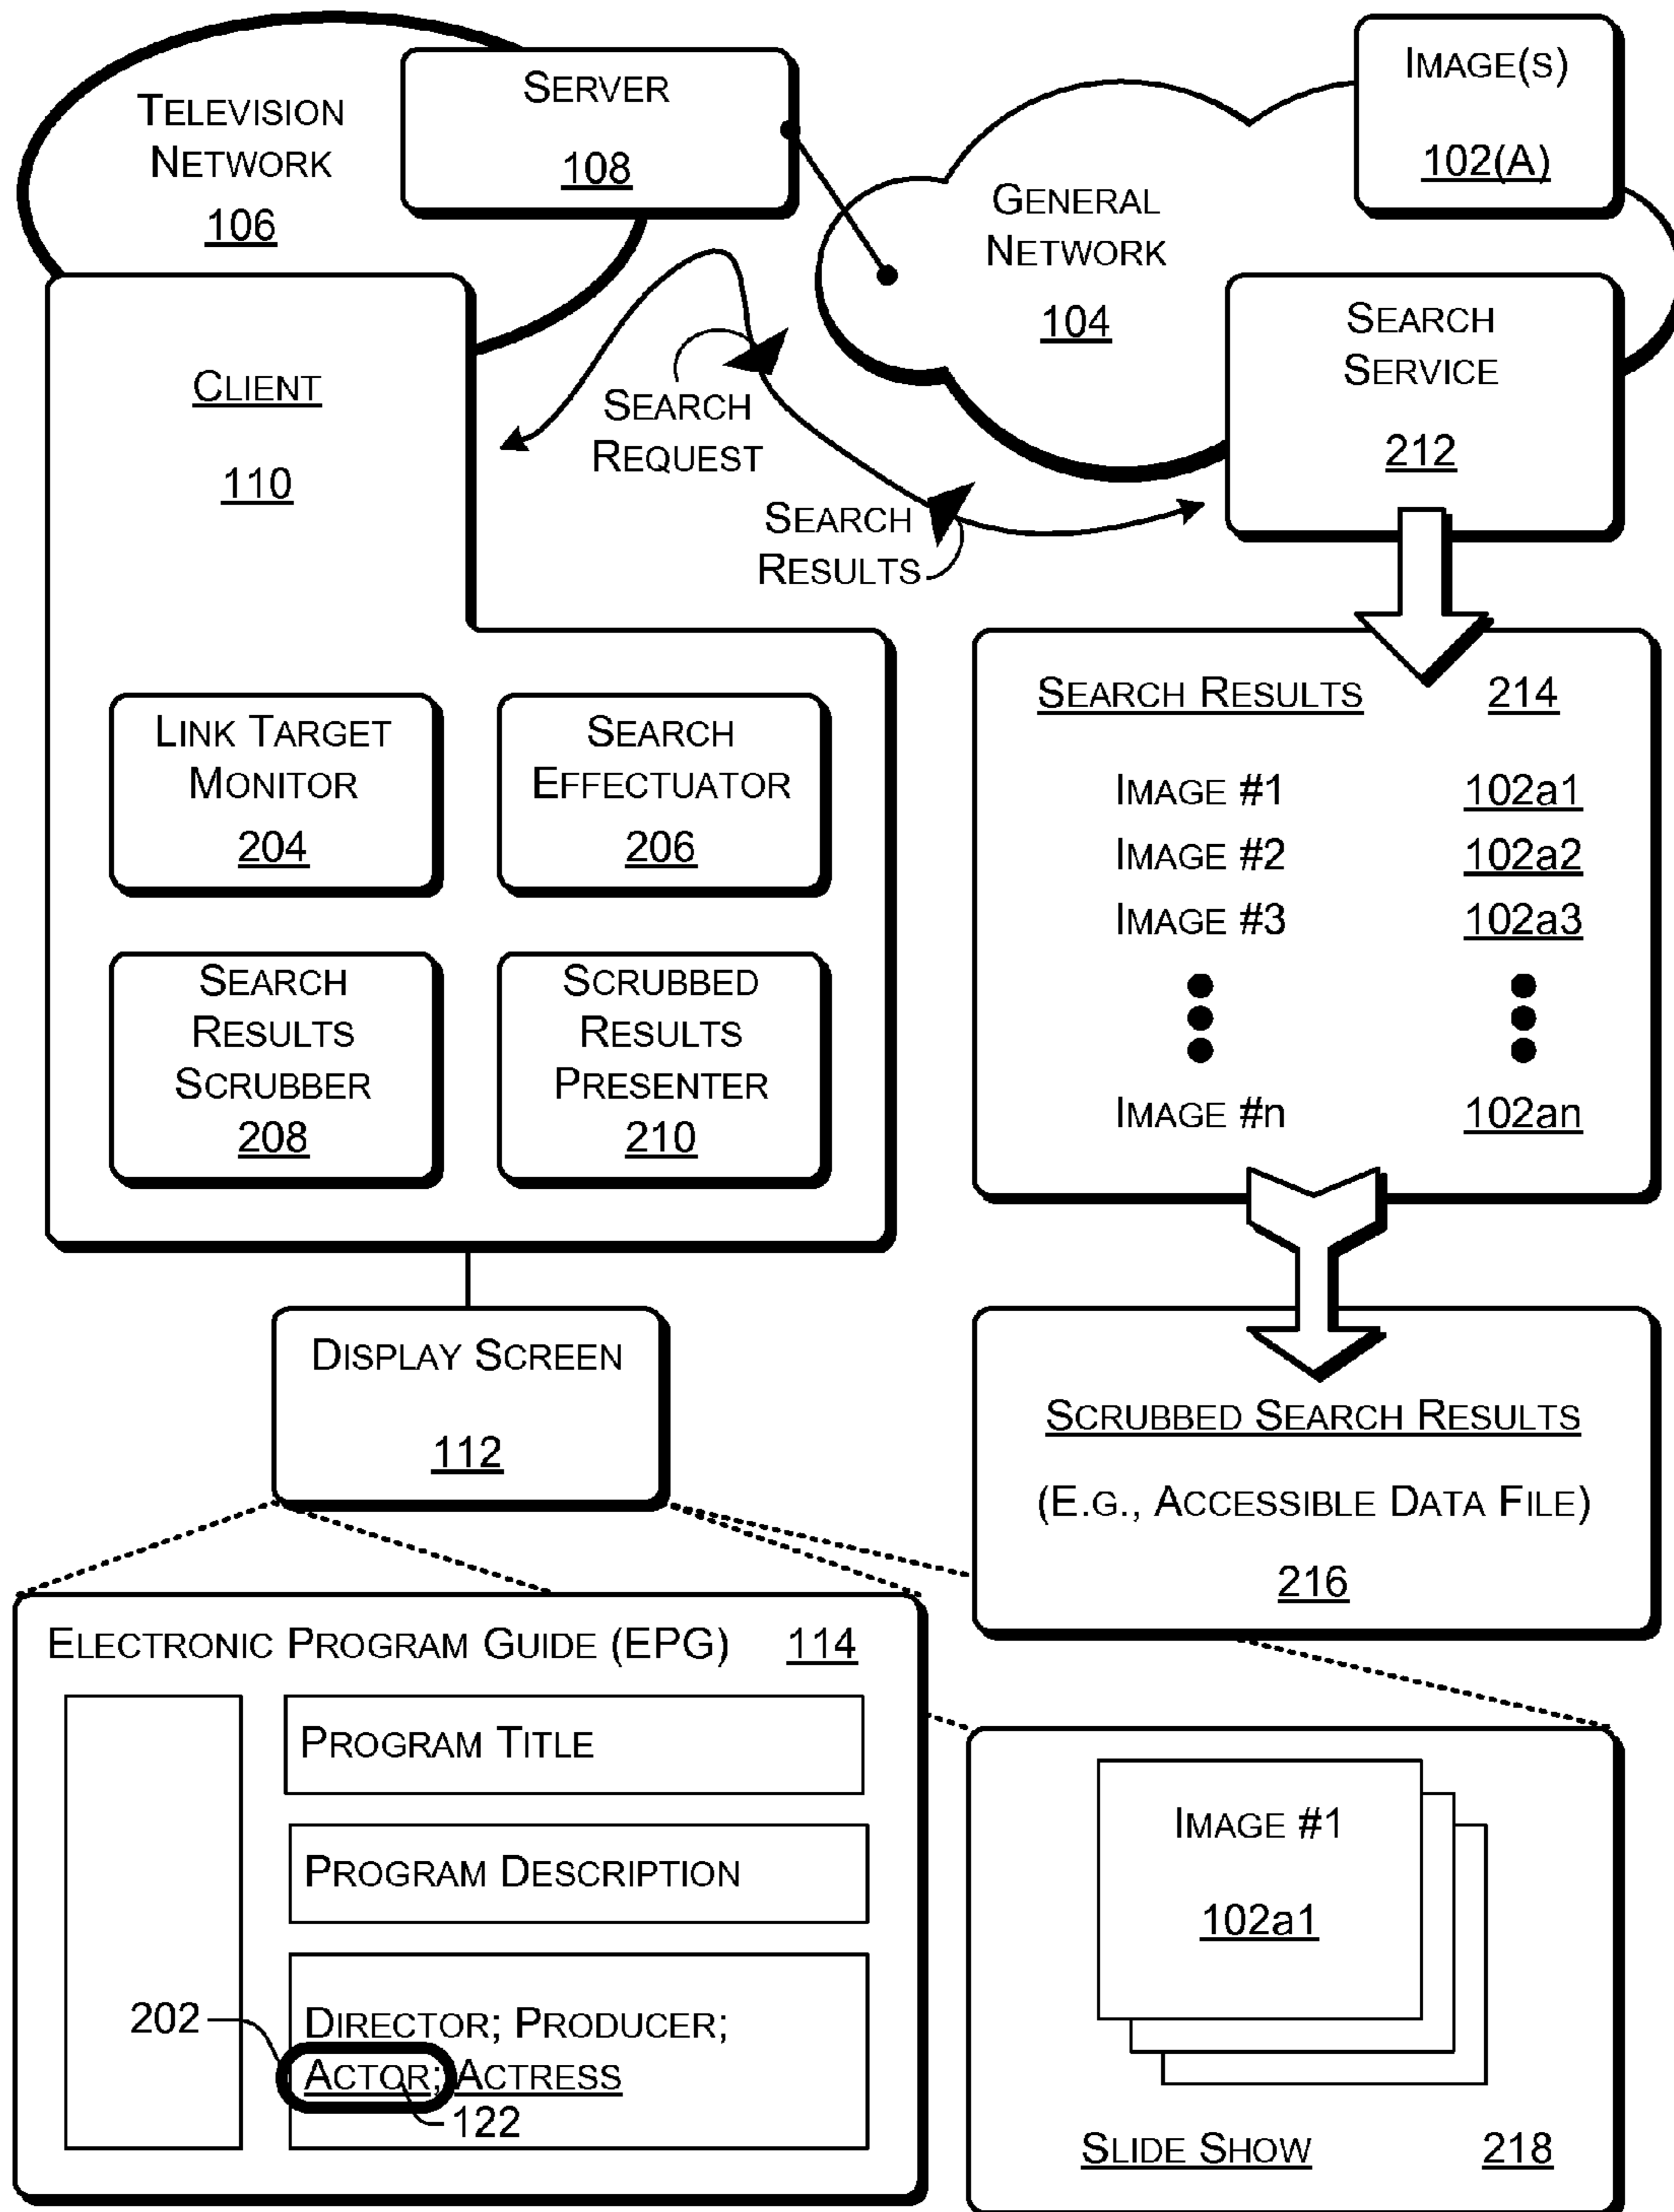 TELEVISION
NETWORK
106
SERVER
108
GENERAL
NETWORK
104
IMAGE(S)
102(A)
SEARCH
SERVICE
212
CLIENT
110
SEARCH
REQUEST
SEARCH
RESULTS
LINK TARGET
MONITOR
204
SEARCH
EFFECTUATOR
206
SEARCH
RESULTS
SCRUBBER
208
SCRUBBED
RESULTS
PRESENTER
210
SEARCH RESULTS 214
IMAGE #1 102a1
IMAGE #2 102a2
IMAGE #3 102a3
IMAGE #n 102an
DISPLAY SCREEN
112
SCRUBBED SEARCH RESULTS
(E.G., ACCESSIBLE DATA FILE)
216
ELECTRONIC PROGRAM GUIDE (EPG) 114
PROGRAM TITLE
PROGRAM DESCRIPTION
202
DIRECTOR; PRODUCER;
ACTOR; ACTRESS
122
IMAGE #1
102a1
SLIDE SHOW 218